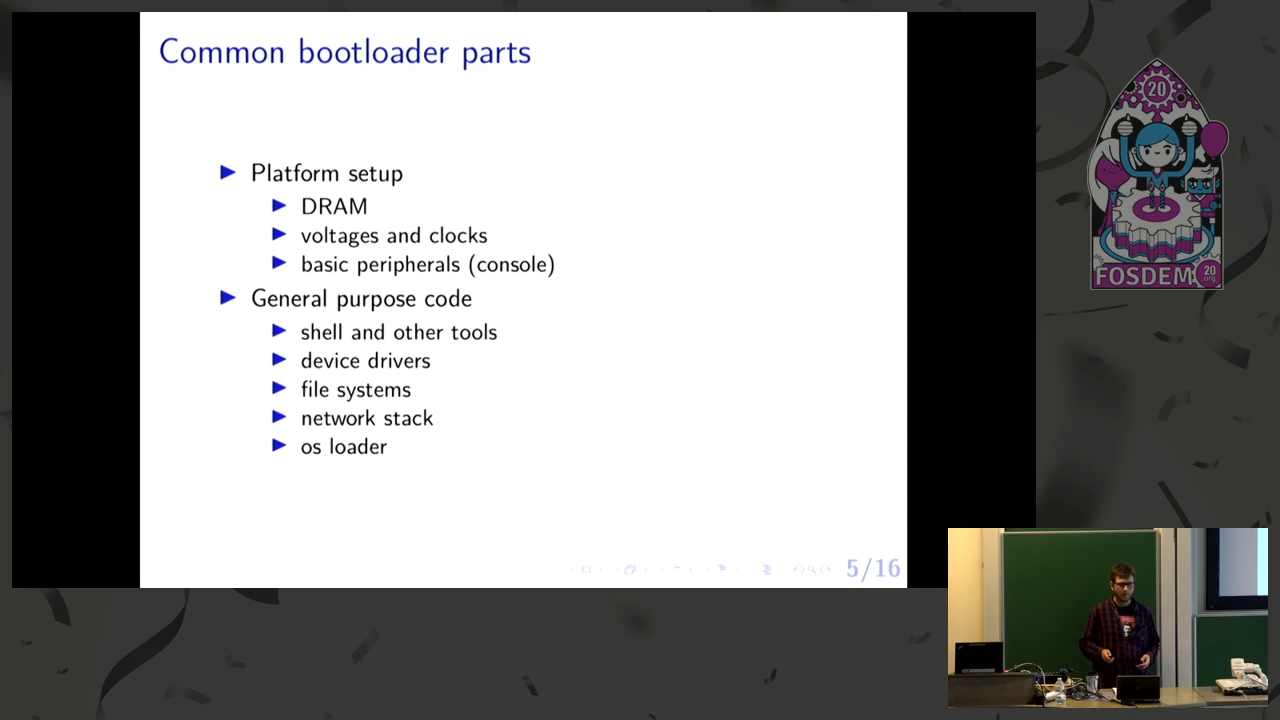 Common bootloader parts
Platform setup
DRAM
voltages and clocks
basic peripherals (console)
General purpose code
shell and other tools
device drivers
file systems
network stack
os loader
5/16
20
FOSDEM
20
.org